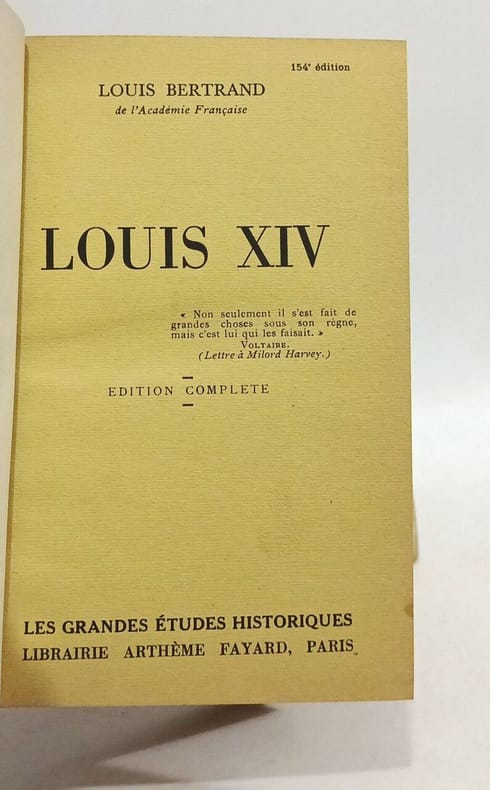 154e édition
LOUIS BERTRAND
de l'Académie Française
LOUIS XIV
« Non seulement il s'est fait de
grandes choses sous son règne,
mais c'est lui qui les faisait. »
VOLTAIRE.
(Lettre à Milord Harvey.)
EDITION COMPLETE
LES GRANDES ÉTUDES HISTORIQUES
LIBRAIRIE ARTHÈME FAYARD, PARIS